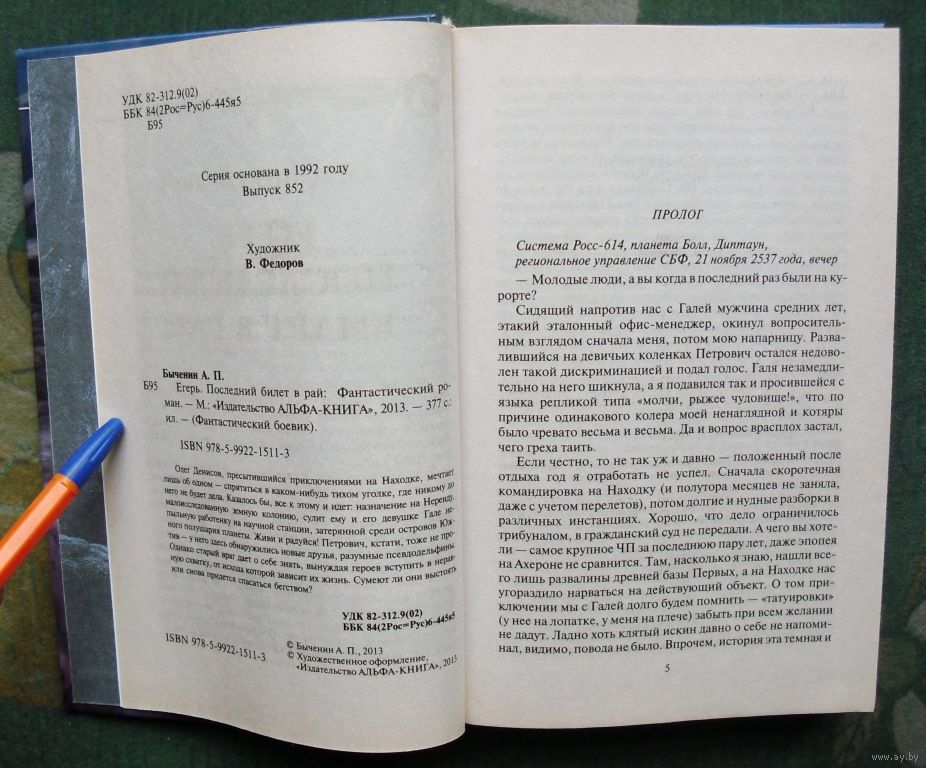 УДК 82-312.9(02)
ББК 84(2Рос=Рус)6-445я5
Б95
Серия основана в 1992 году
Выпуск 852
Художник
В. Федоров
Быченин А. П.
Б95 Егерь. Последний билет в рай: Фантастический ро-
ман. — М.: «Издательство АЛЬФА-КНИГА», 2013. — 377 с.:
ил. — (Фантастический боевик).
ISBN 978-5-9922-1511-3
Олег Денисов, пресытившийся приключениями на Находке, мечтает
лишь об одном — спрятаться в каком-нибудь тихом уголке, где никому до
него не будет дела. Казалось бы, все к этому и идет: назначение на Нереиду,
малоисследованную земную колонию, сулит ему и его девушке Гале не-
пыльную работенку на научной станции, затерянной среди островов Юж-
ного полушария планеты. Живи и радуйся! Петрович, кстати, тоже не про-
тив — у него здесь обнаружились новые друзья, разумные псевдодельфины.
Однако старый враг дает о себе знать, вынуждая героев вступить в нерав-
ную схватку, от исхода которой зависит их жизнь. Сумеют ли они выстоять
или снова придется спасаться бегством?
УДК 82-312.9(02)
ББК 84(2Рос=Рус)6-445я5
© Быченин А. П., 2013
© Художественное оформление,
«Издательство АЛЬФА-КНИГА», 2013
ISBN 978-5-9922-1511-3
ПРОЛОГ
Система Росс-614, планета Болл, Диптаун,
региональное управление СБФ, 21 ноября 2537 года, вечер
— Молодые люди, а вы когда в последний раз были на ку-
рорте?
Сидящий напротив нас с Галей мужчина средних лет,
этакий эталонный офис-менеджер, окинул вопроситель-
ным взглядом сначала меня, потом мою напарницу. Разва-
лившийся на девичьих коленках Петрович остался недово-
лен такой дискриминацией и подал голос. Галя незамедли-
тельно на него шикнула, а я подавился так и просившейся с
языка репликой типа «молчи, рыжее чудовище!», что по
причине одинакового колера моей ненаглядной и котяры
было чревато весьма и весьма. Да и вопрос врасплох застал,
чего греха таить.
Если честно, то не так уж и давно — положенный после
отдыха год я отработать не успел. Сначала скоротечная
командировка на Находку (и полутора месяцев не заняла,
даже с учетом перелетов), потом долгие и нудные разборки в
различных инстанциях. Хорошо, что дело ограничилось
трибуналом, в гражданский суд не передали. А чего вы хоте-
ли — самое крупное ЧП за последнюю пару лет, даже эпопея
на Ахероне не сравнится. Там, насколько я знаю, нашли все-
го лишь развалины древней базы Первых, а на Находке нас
угораздило нарваться на действующий объект. О том при-
ключении мы с Галей долго будем помнить — «татуировки»
(у нее на лопатке, у меня на плече) забыть при всем желании
не дадут. Ладно хоть клятый искин давно о себе не напоми-
нал, видимо, повода не было. Впрочем, история эта темная и
5
www.ay.by